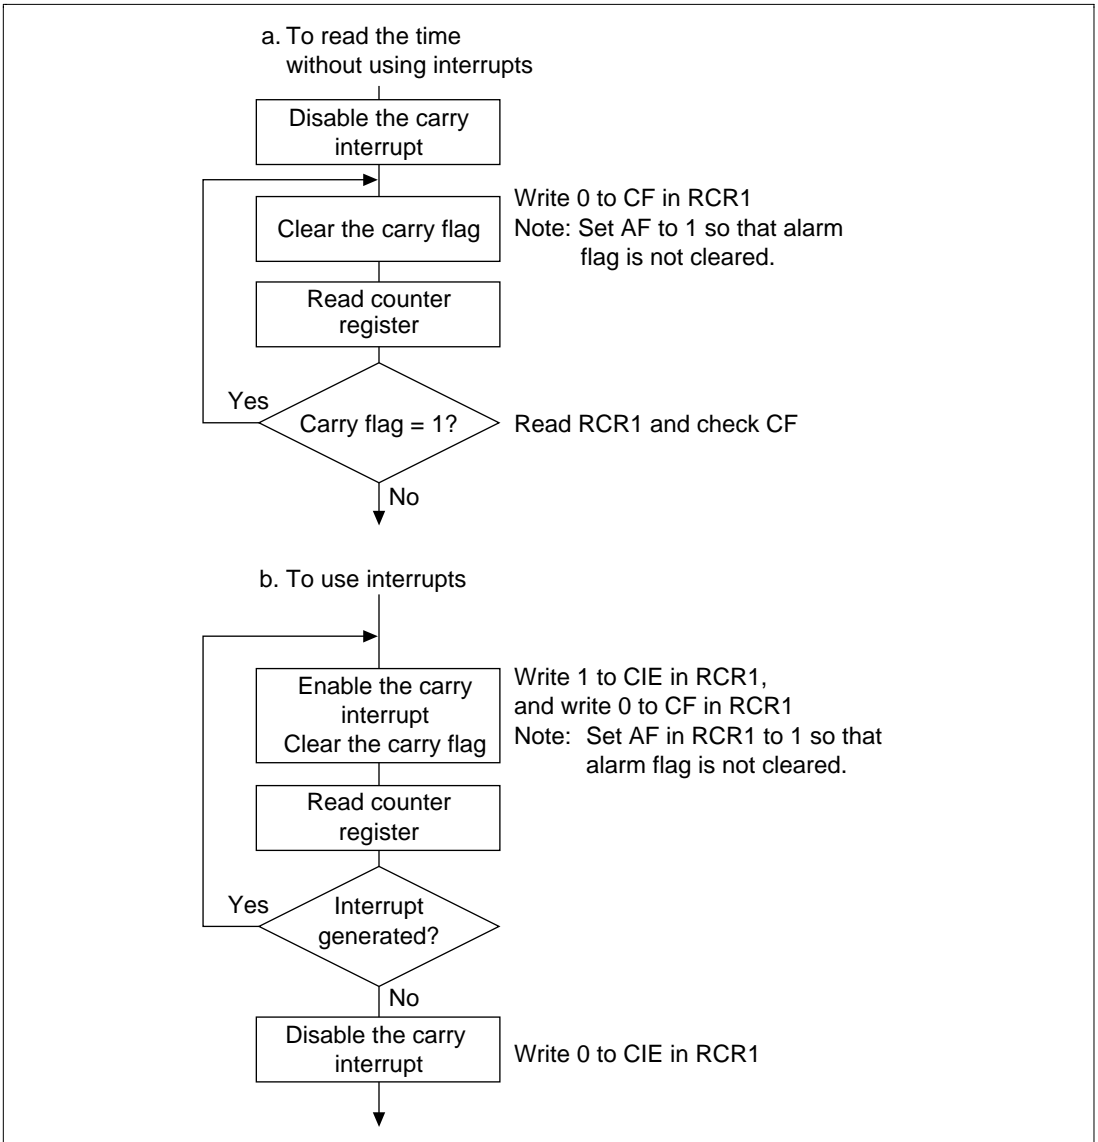 a. To read the time
without using interrupts
Disable the carry
interrupt
Clear the carry flag
Write 0 to CF in RCR1
Note: Set AF to 1 so that alarm
flag is not cleared.
Read counter
register
Yes
Carry flag = 1?
Read RCR1 and check CF
No
b. To use interrupts
Enable the carry
interrupt
Clear the carry flag
Write 1 to CIE in RCR1,
and write 0 to CF in RCR1
Note: Set AF in RCR1 to 1 so that
alarm flag is not cleared.
Read counter
register
Yes
Interrupt
generated?
No
Disable the carry
interrupt
Write 0 to CIE in RCR1